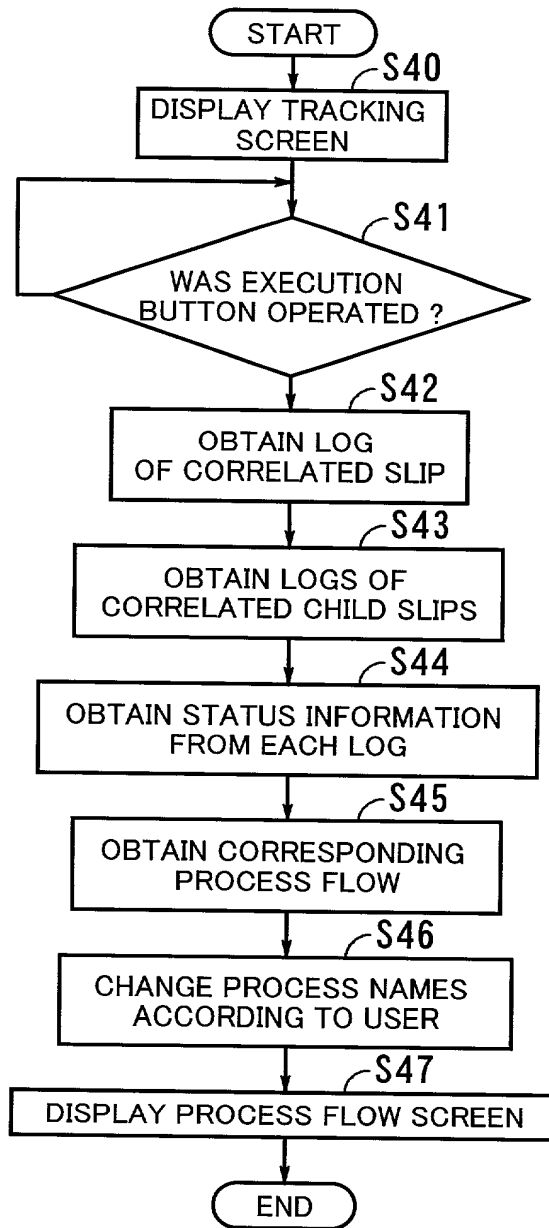 START
S40
DISPLAY TRACKING
SCREEN
S41
WAS EXECUTION
BUTTON OPERATED ?
S42
OBTAIN LOG
OF CORRELATED SLIP
S43
OBTAIN LOGS OF
CORRELATED CHILD SLIPS
S44
OBTAIN STATUS INFORMATION
FROM EACH LOG
S45
OBTAIN CORRESPONDING
PROCESS FLOW
S46
CHANGE PROCESS NAMES
ACCORDING TO USER
S47
DISPLAY PROCESS FLOW SCREEN
END